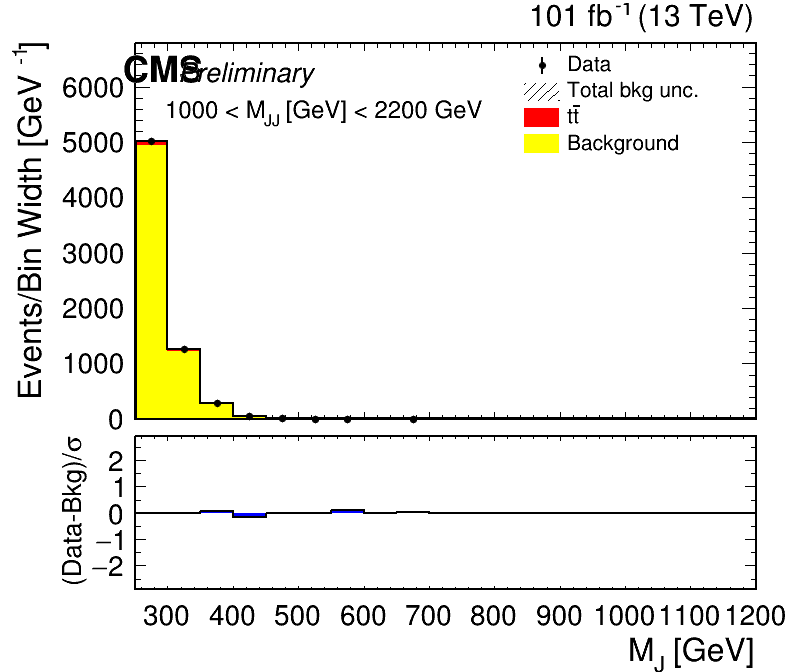 101 fb⁻¹ (13 TeV)
CMS Preliminary
1000 < M_JJ [GeV] < 2200 GeV
Data
Total bkg unc.
tt̄
Background
Events/Bin Width [GeV⁻¹]
6000
5000
4000
3000
2000
1000
0
(Data-Bkg)/σ
2
1
0
−1
−2
300 400 500 600 700 800 900 1000 1100 1200
M_J [GeV]